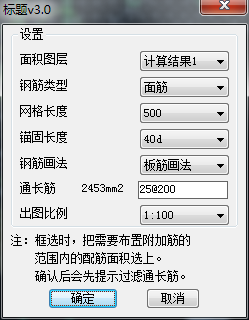 标题v3.0
设置
面积图层 计算结果1
钢筋类型 面筋
网格长度 500
锚固长度 40d
钢筋画法 板筋画法
通长筋 2453mm2 25@200
出图比例 1:100
注：框选时，把需要布置附加筋的
范围内的配筋面积选上。
确认后会先提示过滤通长筋.
确定 取消